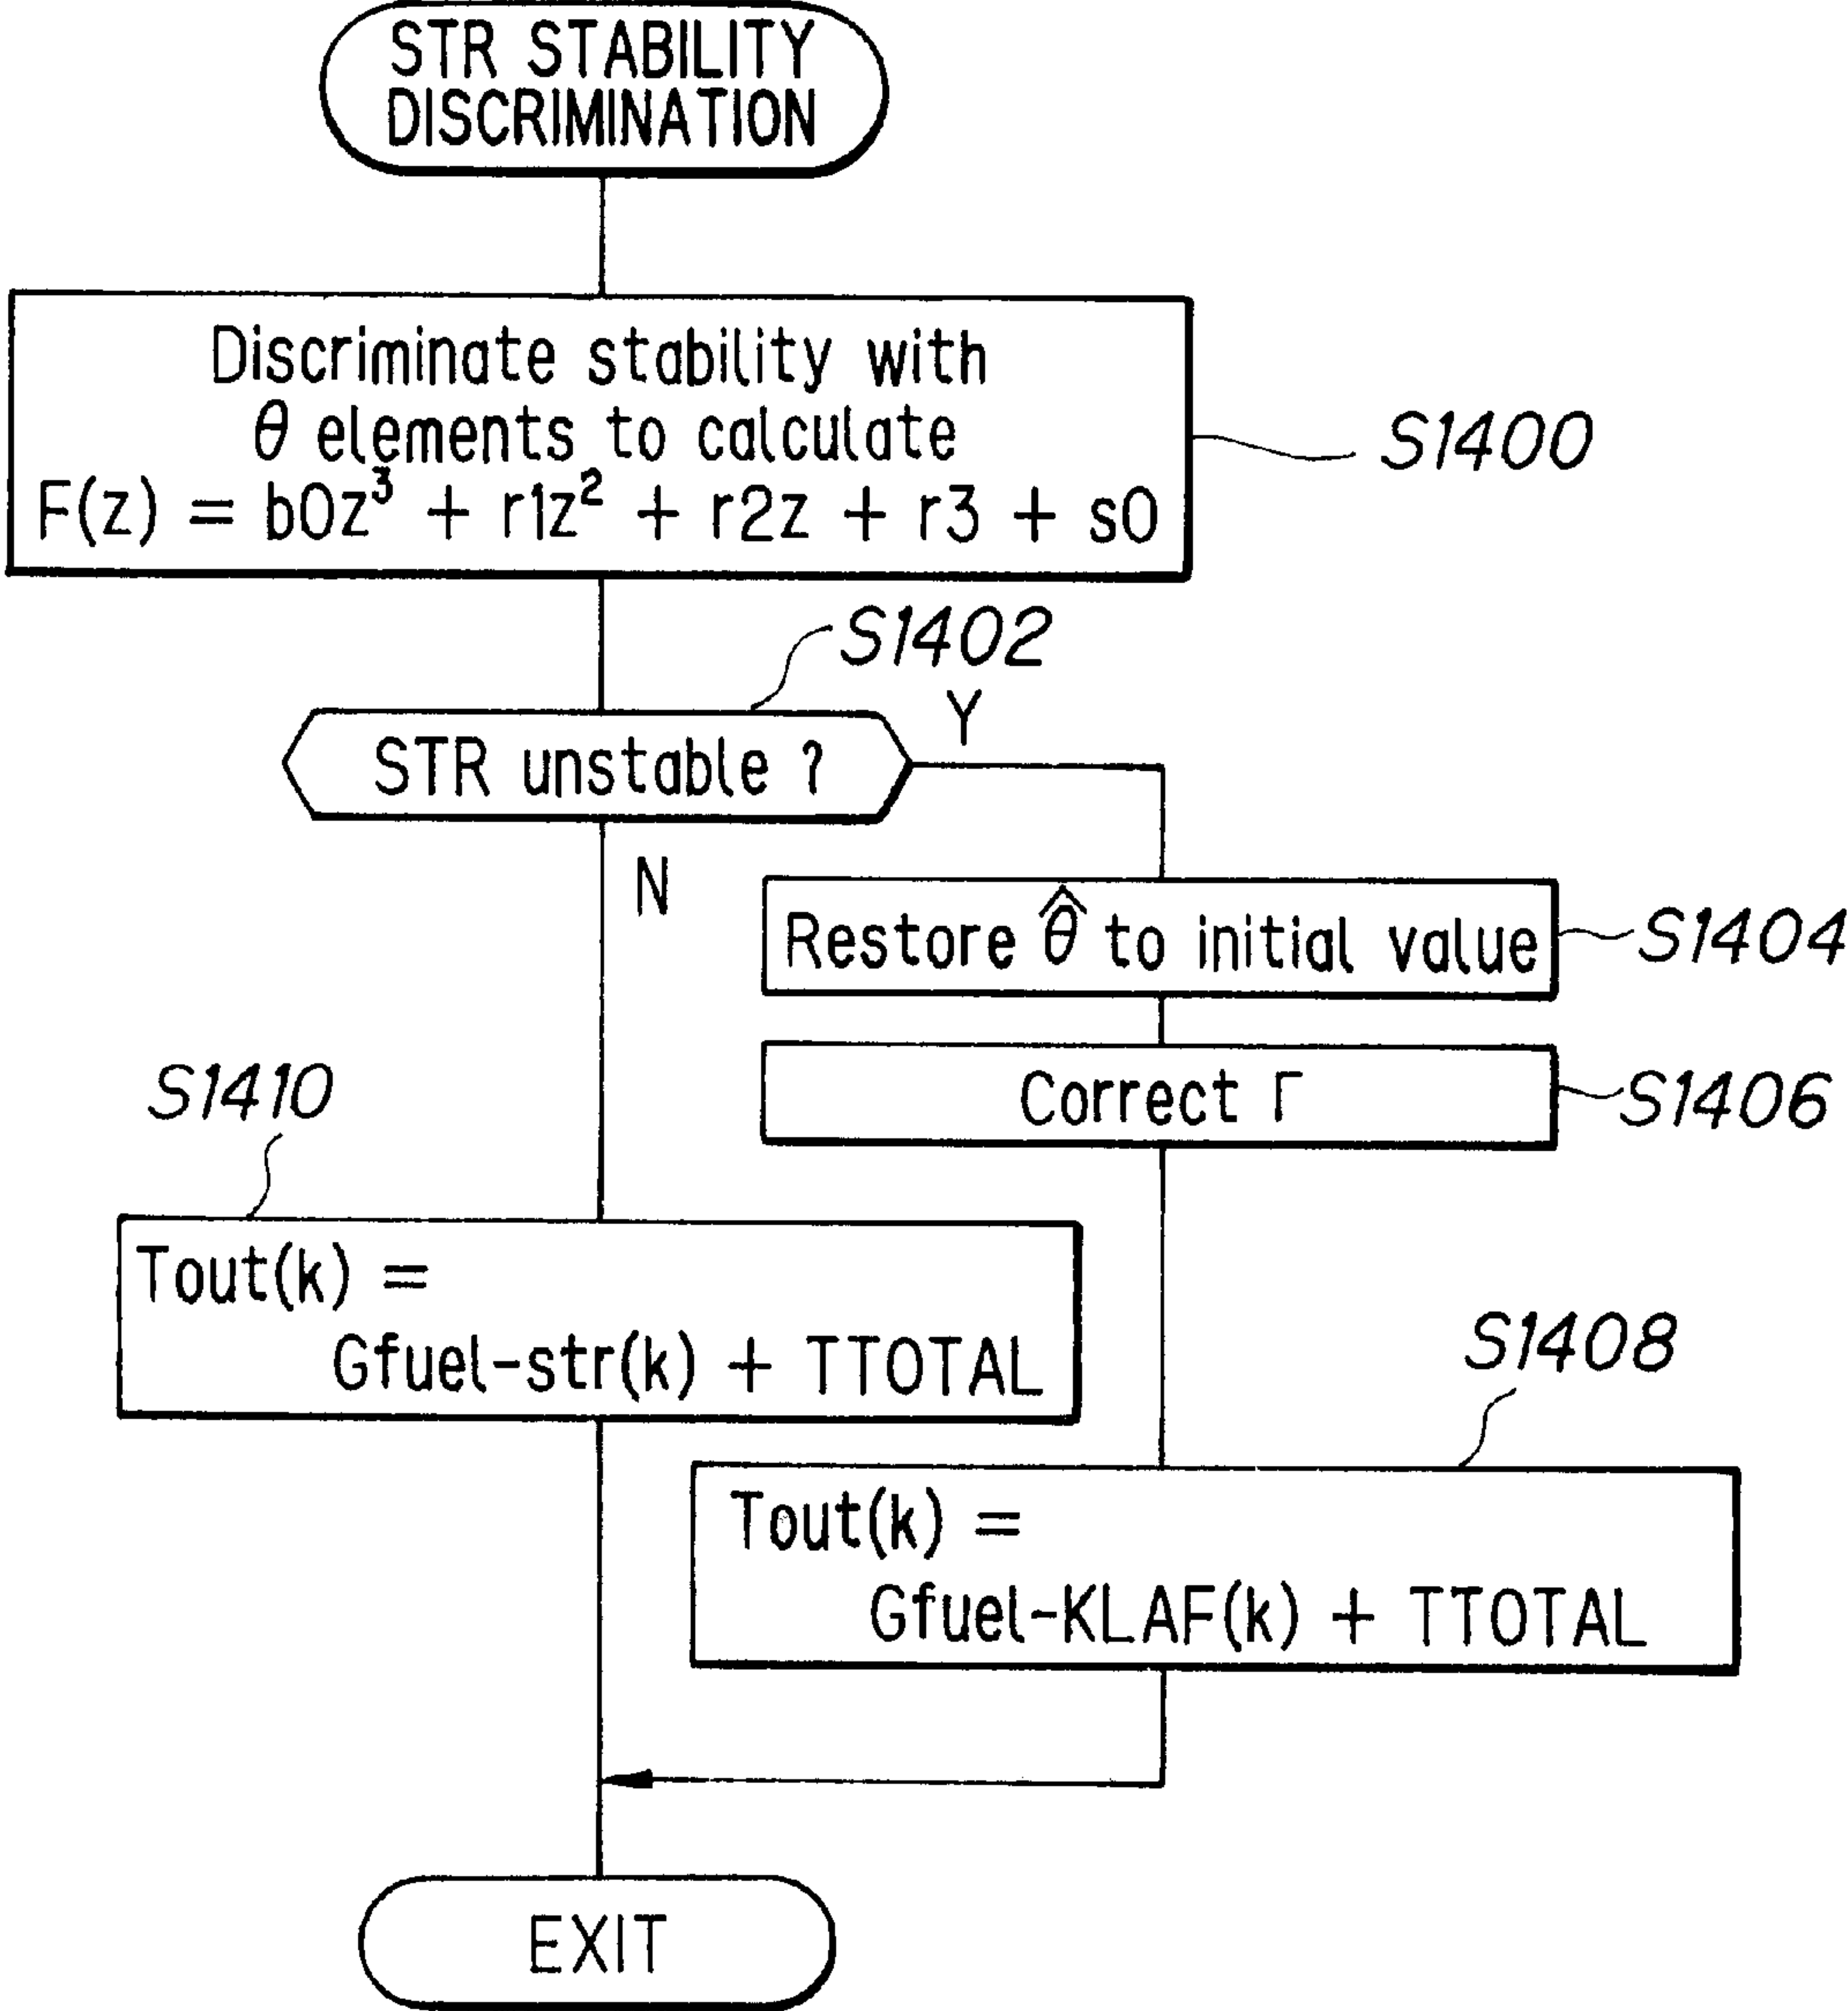 STR STABILITY
DISCRIMINATION
Discriminate stability with
θ elements to calculate
F(z) = b0z³ + r1z² + r2z + r3 + s0
S1400
S1402
STR unstable ?
Y
N
Restore θ̂ to initial value
S1404
Correct Γ
S1406
S1410
Tout(k) =
Gfuel-str(k) + TTOTAL
S1408
Tout(k) =
Gfuel-KLAF(k) + TTOTAL
EXIT